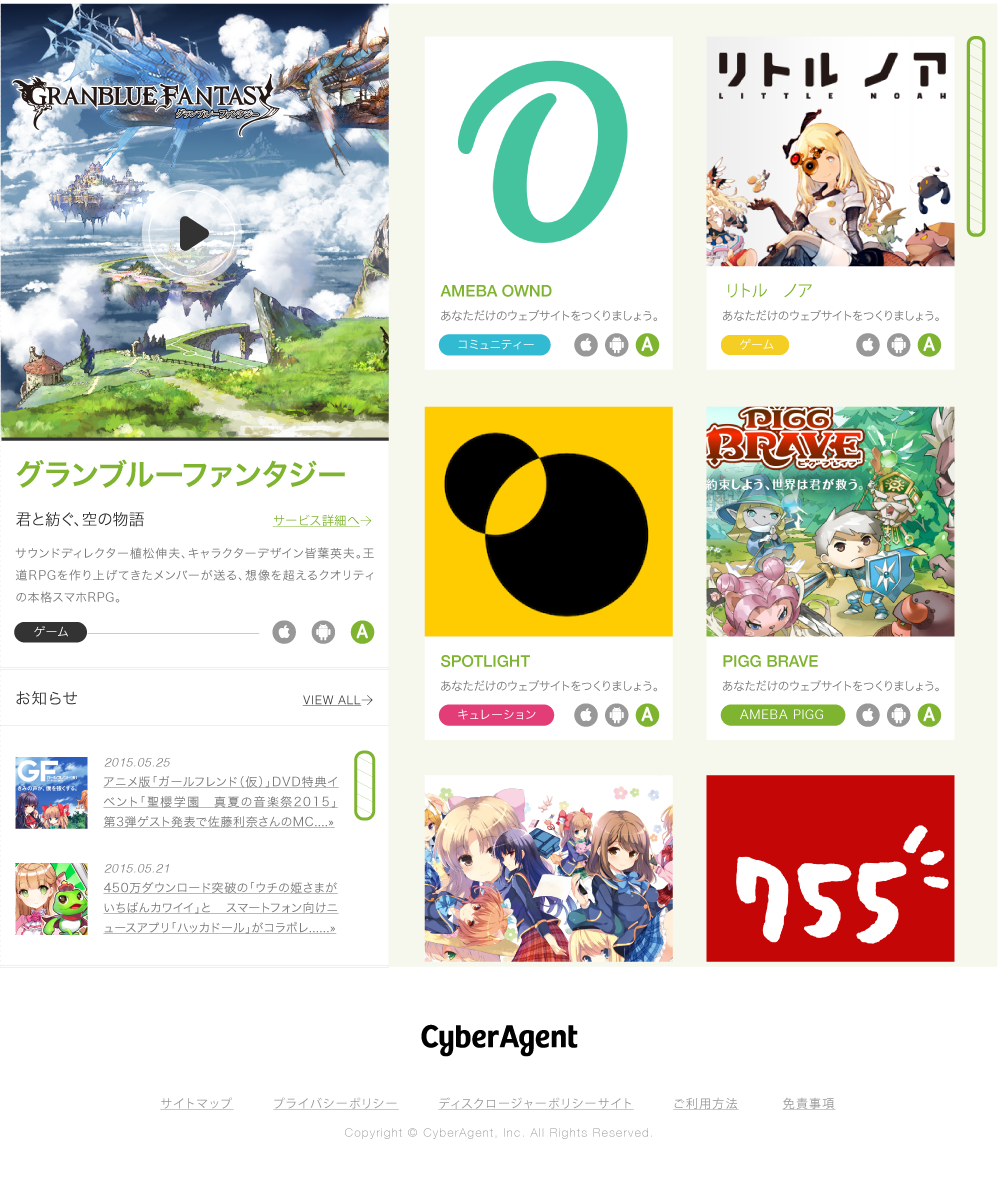 GRANBLUE FANTASY
グランブルーファンタジー
グランブルーファンタジー
君と紡ぐ、空の物語
サービス詳細へ→
サウンドディレクター植松伸夫、キャラクターデザイン皆葉英夫。王
道RPGを作り上げてきたメンバーが送る、想像を超えるクオリティ
の本格スマホRPG。
ゲーム
A
お知らせ
VIEW ALL→
GF
きみの声が、僕を強くする。
2015.05.25
アニメ版「ガールフレンド（仮）」DVD特典イ
ベント「聖櫻学園　真夏の音楽祭2015」
第3弾ゲスト発表で佐藤利奈さんのMC....»
2015.05.21
450万ダウンロード突破の「ウチの姫さまが
いちばんカワイイ」と　スマートフォン向けニ
ュースアプリ「ハッカドール」がコラボレ......»
AMEBA OWND
あなただけのウェブサイトをつくりましょう。
コミュニティー
A
リトル ノア
LITTLE NOAH
リトル　ノア
あなただけのウェブサイトをつくりましょう。
ゲーム
A
SPOTLIGHT
あなただけのウェブサイトをつくりましょう。
キュレーション
A
PIGG
BRAVE
ピグブレイブ
約束しよう、世界は君が救う。
PIGG BRAVE
あなただけのウェブサイトをつくりましょう。
AMEBA PIGG
A
755
CyberAgent
サイトマップ
プライバシーポリシー
ディスクロージャーポリシーサイト
ご利用方法
免責事項
Copyright © CyberAgent, Inc. All Rights Reserved.